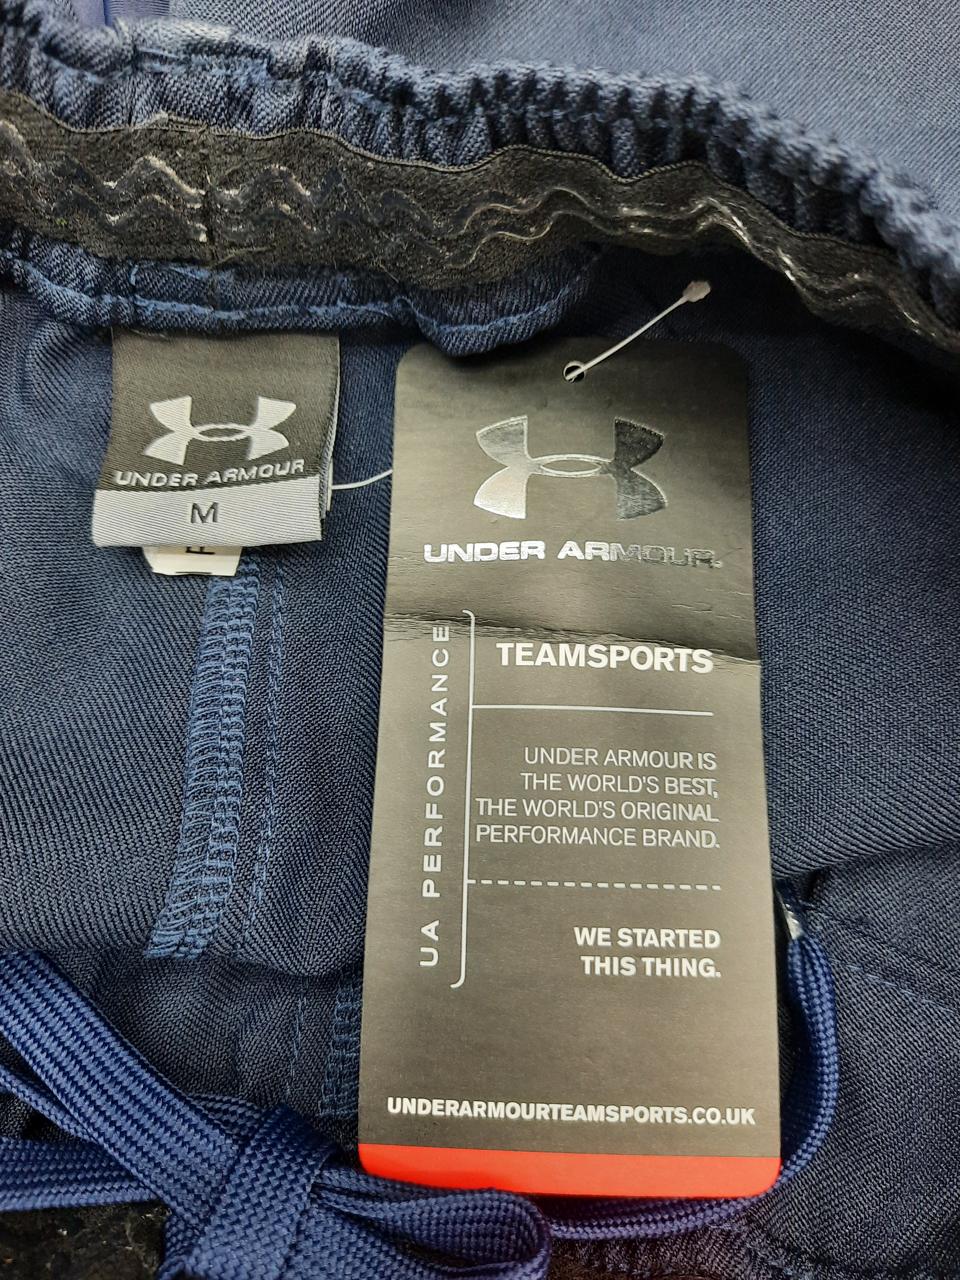 UNDER ARMOUR
M
UNDER ARMOUR.
UA PERFORMANCE
TEAMSPORTS
UNDER ARMOUR IS
THE WORLD'S BEST,
THE WORLD'S ORIGINAL
PERFORMANCE BRAND.
WE STARTED
THIS THING.
UNDERARMOURTEAMSPORTS.CO.UK